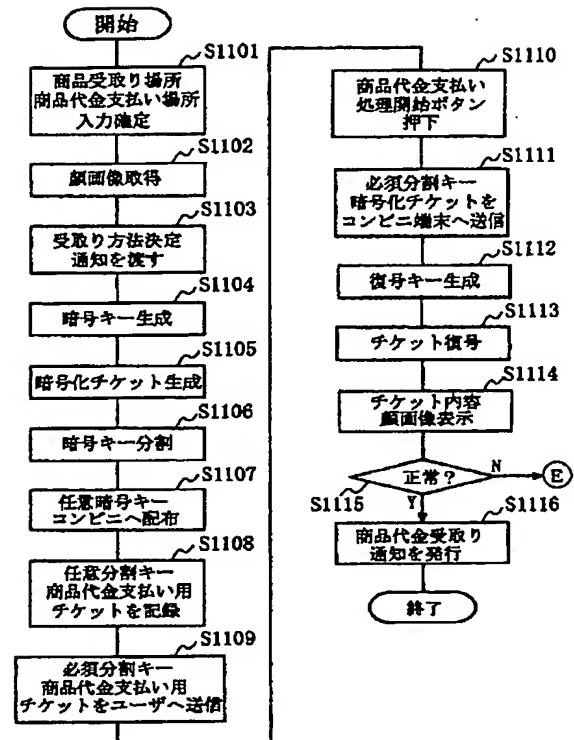 開始
S1101
商品受取り場所
商品代金支払い場所
入力確定
S1102
顔画像取得
S1103
受取り方法決定
通知を渡す
S1104
暗号キー生成
S1105
暗号化チケット生成
S1106
暗号キー分割
S1107
任意暗号キー
コンビニへ配布
S1108
任意分割キー
商品代金支払い用
チケットを記録
S1109
必須分割キー
商品代金支払い用
チケットをユーザへ送信
S1110
商品代金支払い
処理開始ボタン
押下
S1111
必須分割キー
暗号化チケットを
コンビニ端末へ送信
S1112
復号キー生成
S1113
チケット復号
S1114
チケット内容
顔画像表示
正常?
N
E
S1115
Y
S1116
商品代金受取り
通知を発行
終了